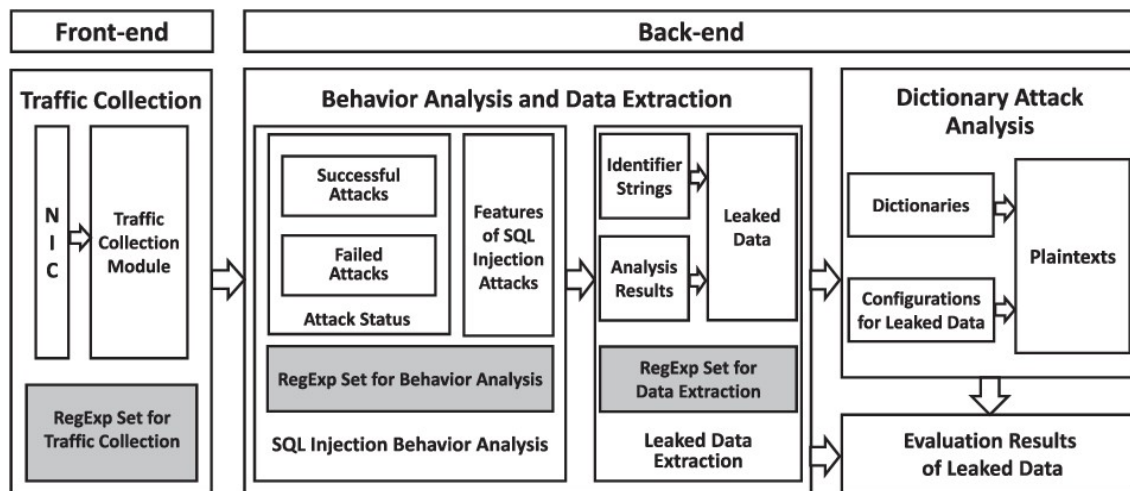 Front-end
Back-end
Traffic Collection
N
I
C
Traffic
Collection
Module
RegExp Set for
Traffic Collection
Behavior Analysis and Data Extraction
Successful
Attacks
Failed
Attacks
Attack Status
Features
of SQL
Injection
Attacks
RegExp Set for Behavior Analysis
SQL Injection Behavior Analysis
Identifier
Strings
Analysis
Results
Leaked
Data
RegExp Set for
Data Extraction
Leaked Data
Extraction
Dictionary Attack
Analysis
Dictionaries
Configurations
for Leaked Data
Plaintexts
Evaluation Results
of Leaked Data